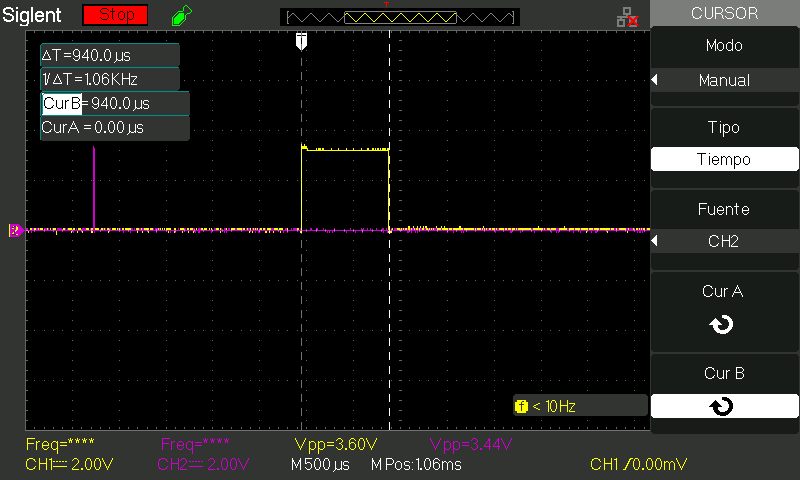 Siglent Stop T CURSOR
ΔT=940.0µs
1/ΔT=1.06KHz
CurB=940.0µs
CurA=0.00µs
Modo
Manual
Tipo
Tiempo
Fuente
CH2
Cur A
Cur B
T < 10Hz
Freq=**** Freq=**** Vpp=3.60V Vpp=3.44V
CH1 2.00V CH2 2.00V M500µs M Pos:1.06ms CH1 0.00mV